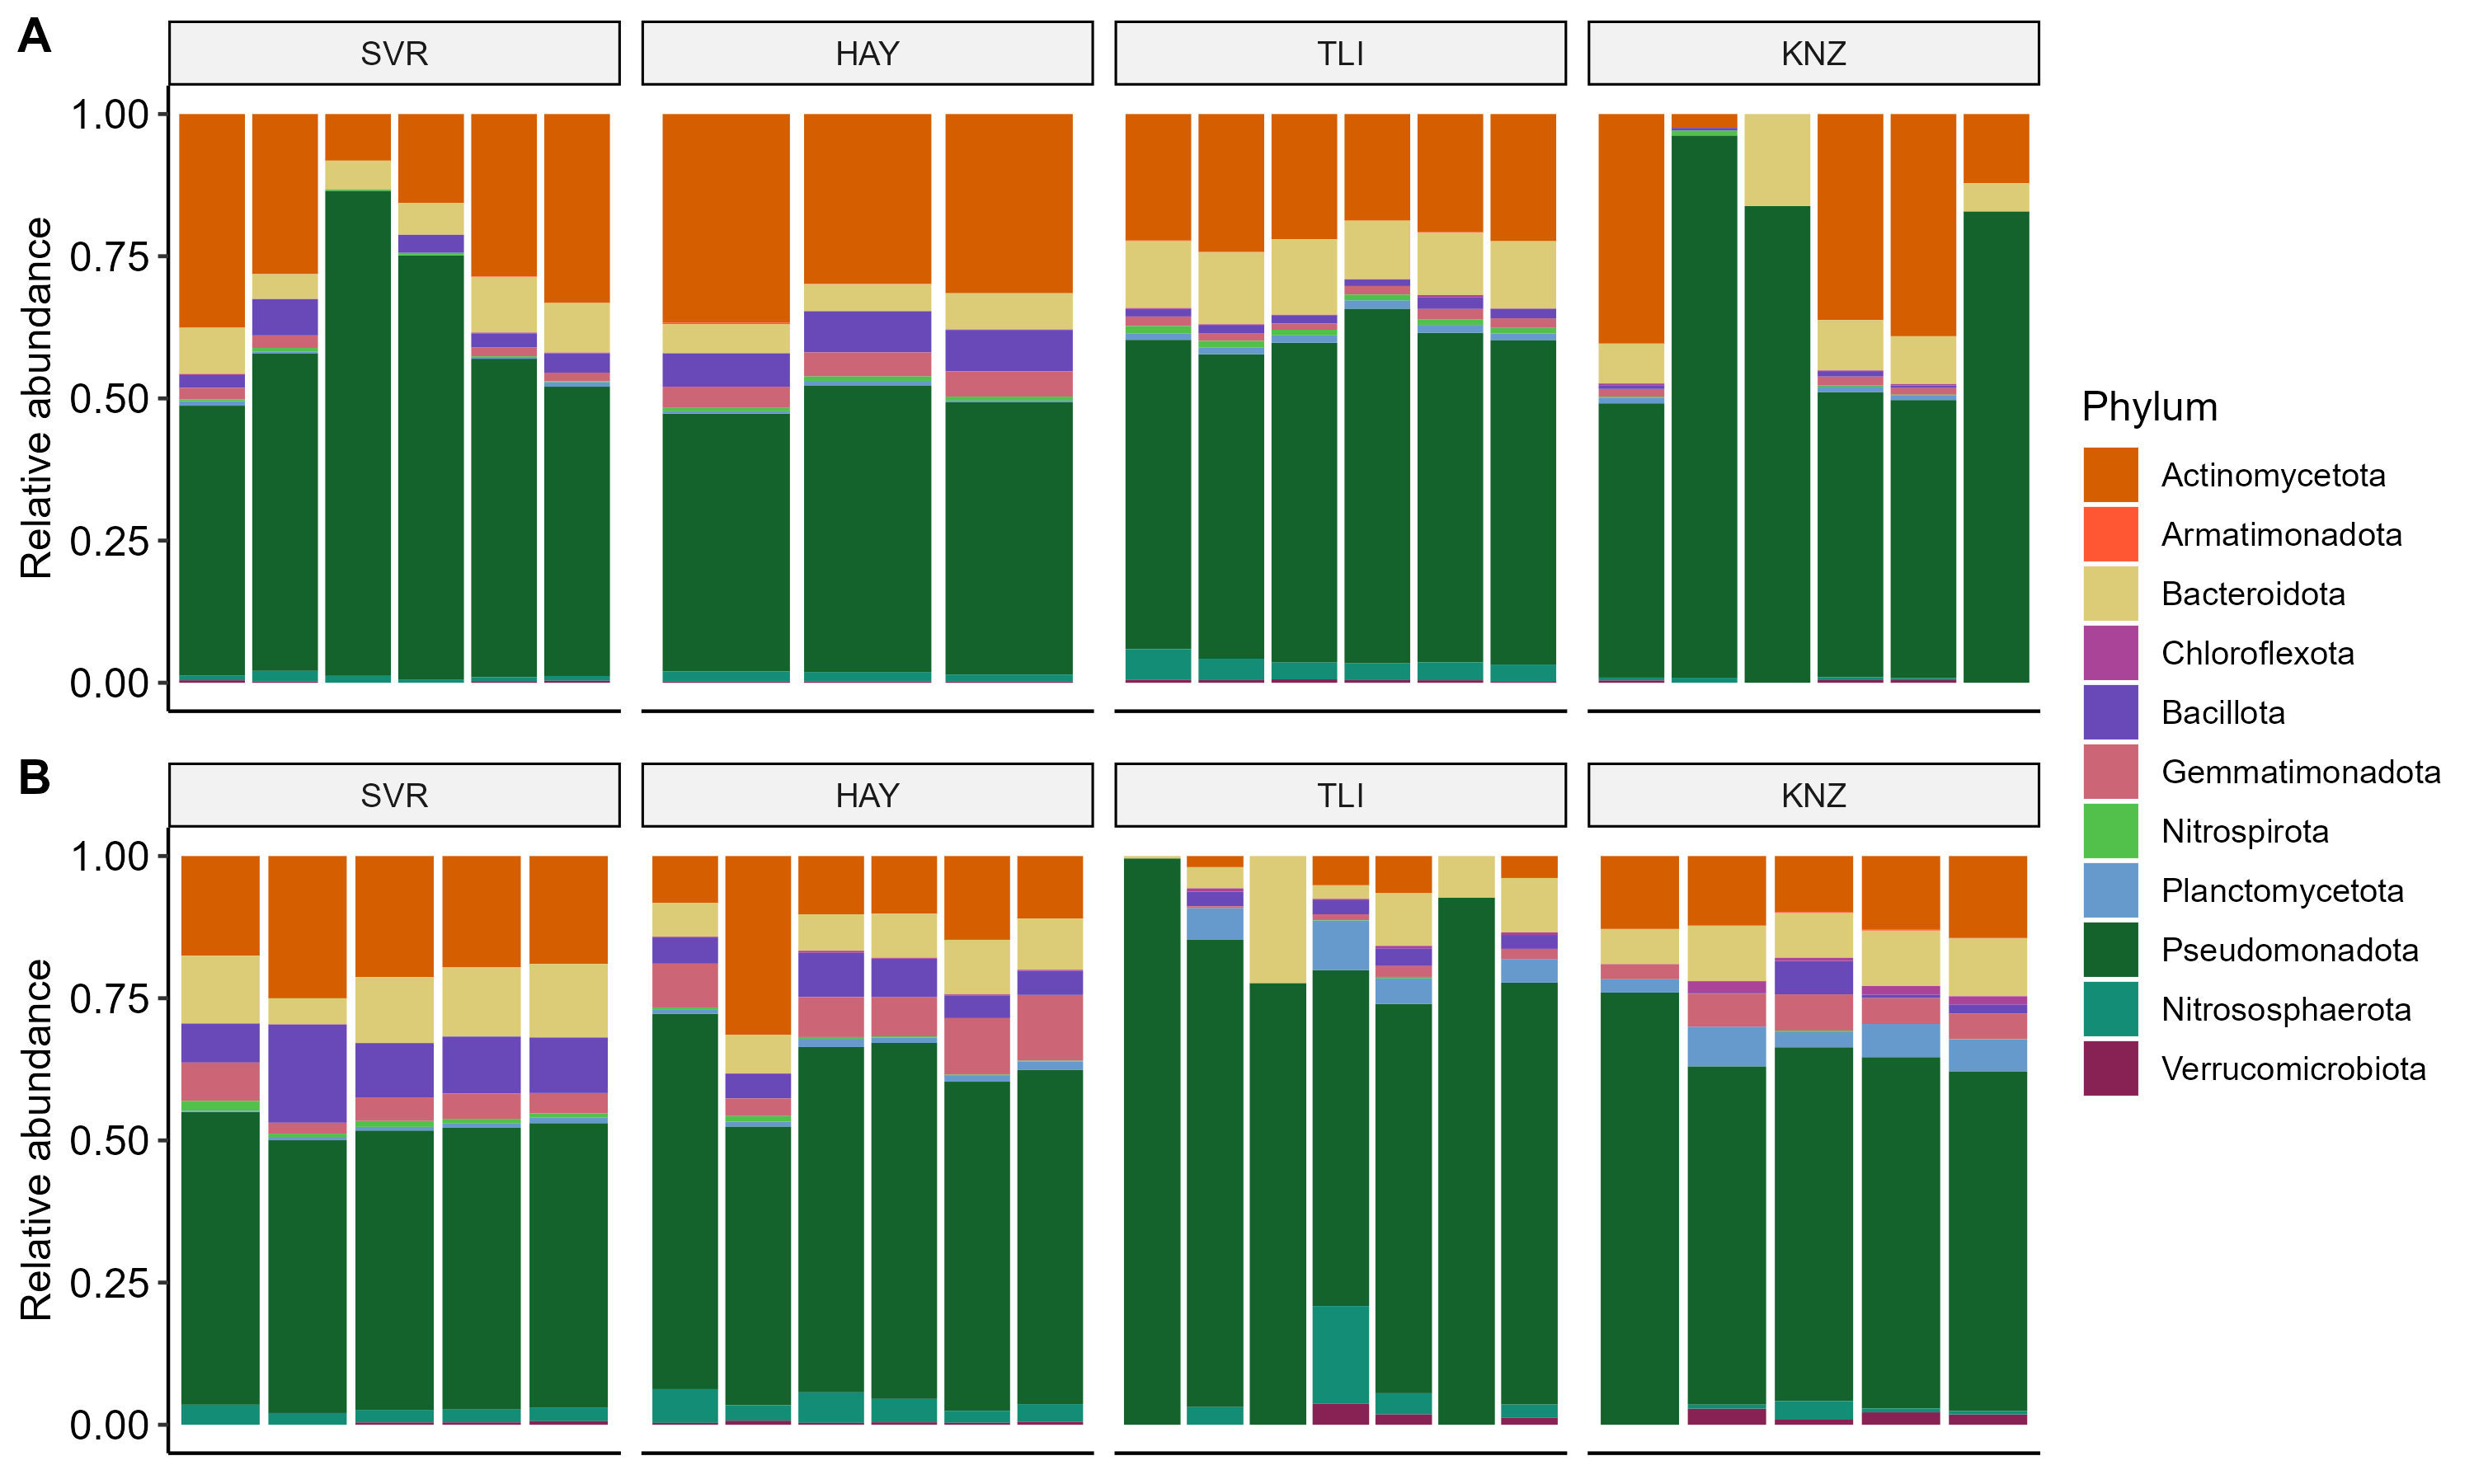 A
SVR
HAY
TLI
KNZ
1.00
0.75
0.50
0.25
0.00
Relative abundance
B
SVR
HAY
TLI
KNZ
1.00
0.75
0.50
0.25
0.00
Relative abundance
Phylum
Actinomycetota
Armatimonadota
Bacteroidota
Chloroflexota
Bacillota
Gemmatimonadota
Nitrospirota
Planctomycetota
Pseudomonadota
Nitrososphaerota
Verrucomicrobiota